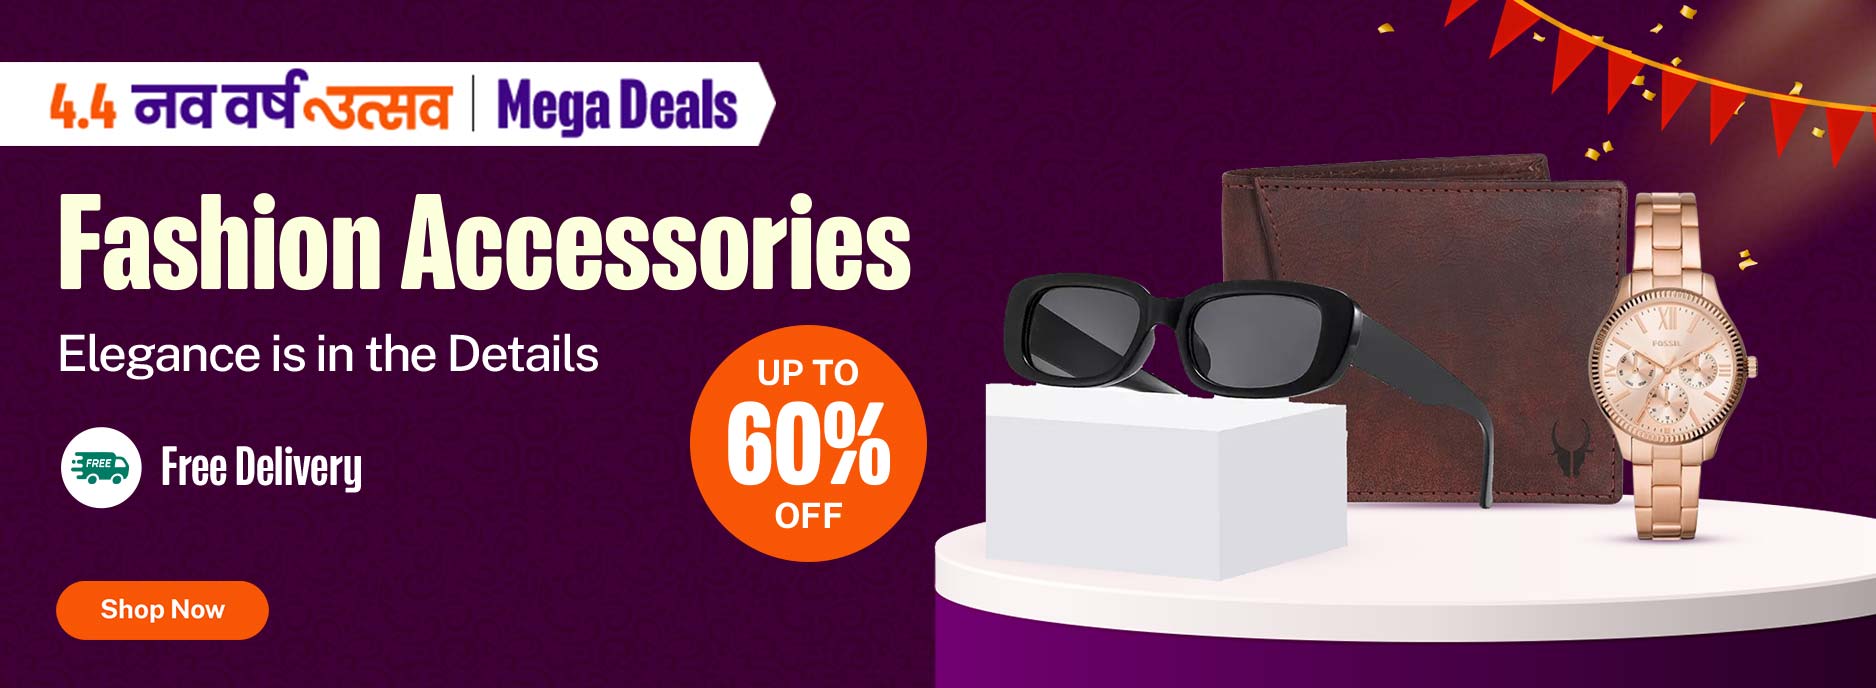 4.4 नव वर्ष उत्सव | Mega Deals
Fashion Accessories
Elegance is in the Details
UP TO
60%
OFF
FREE
Free Delivery
Shop Now
FOSSIL
XII